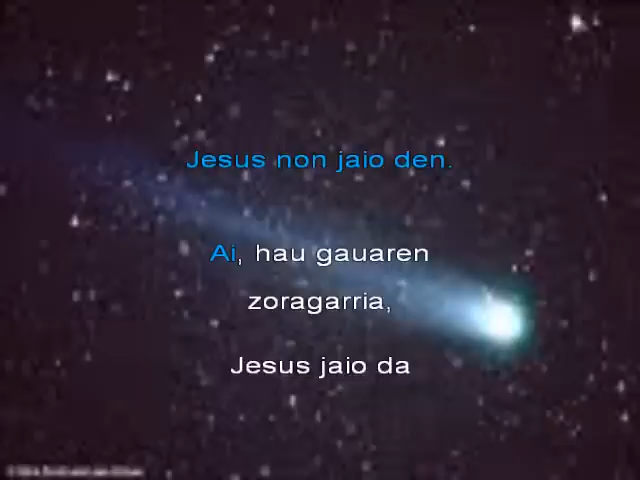 Jesus non jaio den.
Ai, hau gauaren
zoragarria,
Jesus jaio da